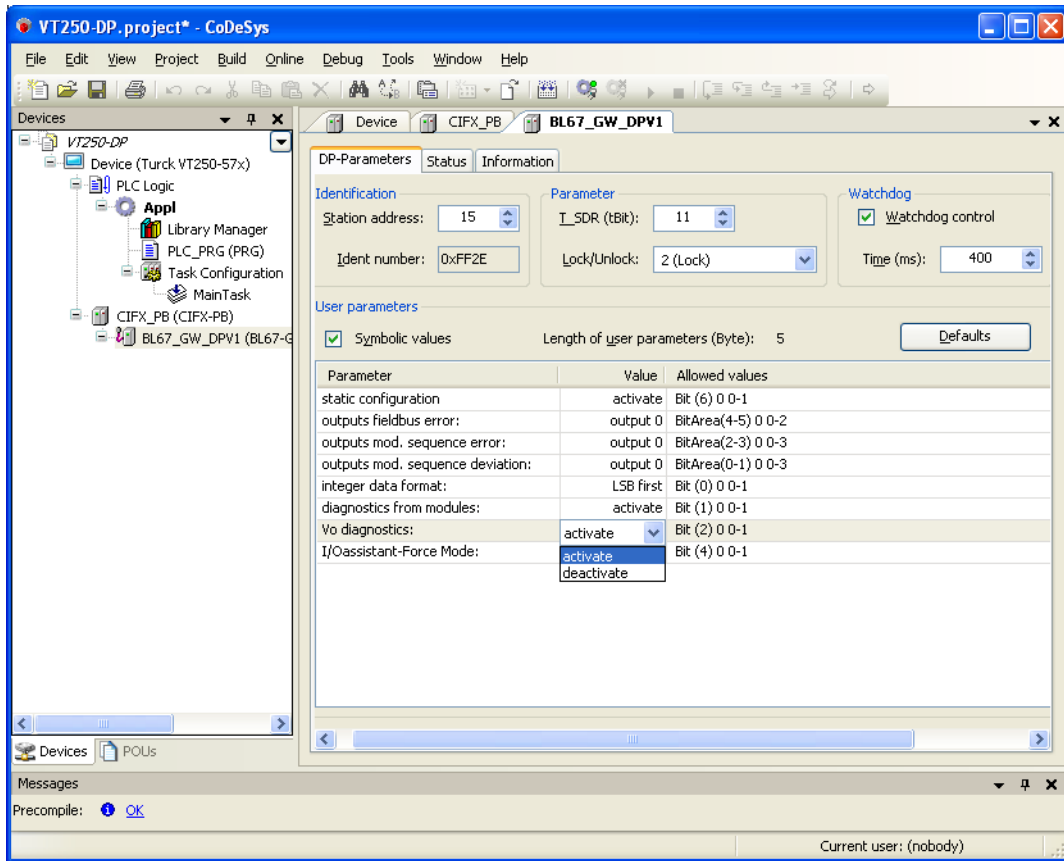 VT250-DP.project* - CoDeSys
File Edit View Project Build Online Debug Tools Window Help
Devices
VT250-DP
Device (Turck VT250-57x)
PLC Logic
Appl
Library Manager
PLC_PRG (PRG)
Task Configuration
MainTask
CIFX_PB (CIFX-PB)
BL67_GW_DPV1 (BL67-G
Devices POUs
Device CIFX_PB BL67_GW_DPV1
DP-Parameters Status Information
Identification Parameter Watchdog
Station address: 15 T_SDR (tBit): 11 Watchdog control
Ident number: 0xFF2E Lock/Unlock: 2 (Lock) Time (ms): 400
User parameters
Symbolic values Length of user parameters (Byte): 5 Defaults
Parameter Value Allowed values
static configuration activate Bit (6) 0 0-1
outputs fieldbus error: output 0 BitArea(4-5) 0 0-2
outputs mod. sequence error: output 0 BitArea(2-3) 0 0-3
outputs mod. sequence deviation: output 0 BitArea(0-1) 0 0-3
integer data format: LSB first Bit (0) 0 0-1
diagnostics from modules: activate Bit (1) 0 0-1
Vo diagnostics: activate Bit (2) 0 0-1
I/Oassistant-Force Mode: activate Bit (4) 0 0-1
deactivate
Messages
Precompile: OK
Current user: (nobody)